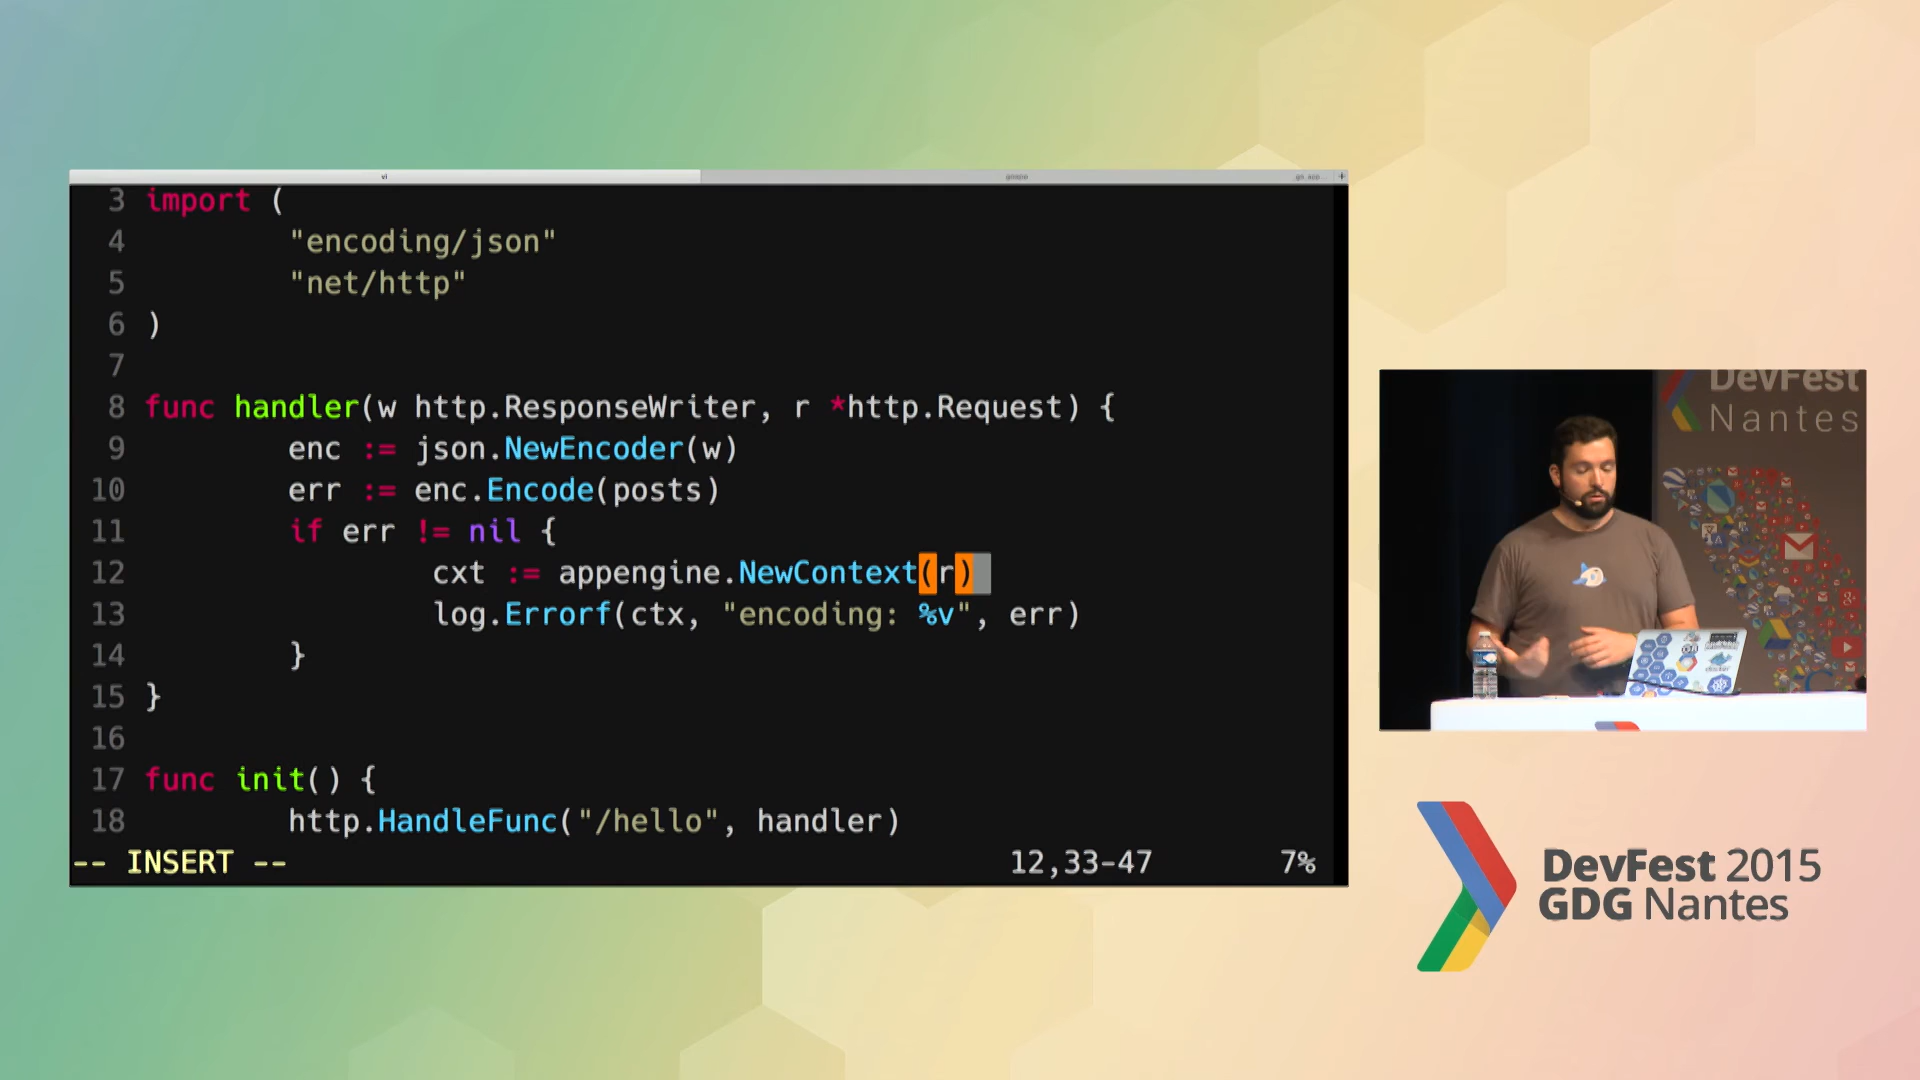 vi
goapp
3 import (
4 "encoding/json"
5 "net/http"
6 )
7
8 func handler(w http.ResponseWriter, r *http.Request) {
9 enc := json.NewEncoder(w)
10 err := enc.Encode(posts)
11 if err != nil {
12 cxt := appengine.NewContext(r)
13 log.Errorf(ctx, "encoding: %v", err)
14 }
15 }
16
17 func init() {
18 http.HandleFunc("/hello", handler)
-- INSERT -- 12,33-47 7%
DevFest
Nantes
DevFest 2015
GDG Nantes